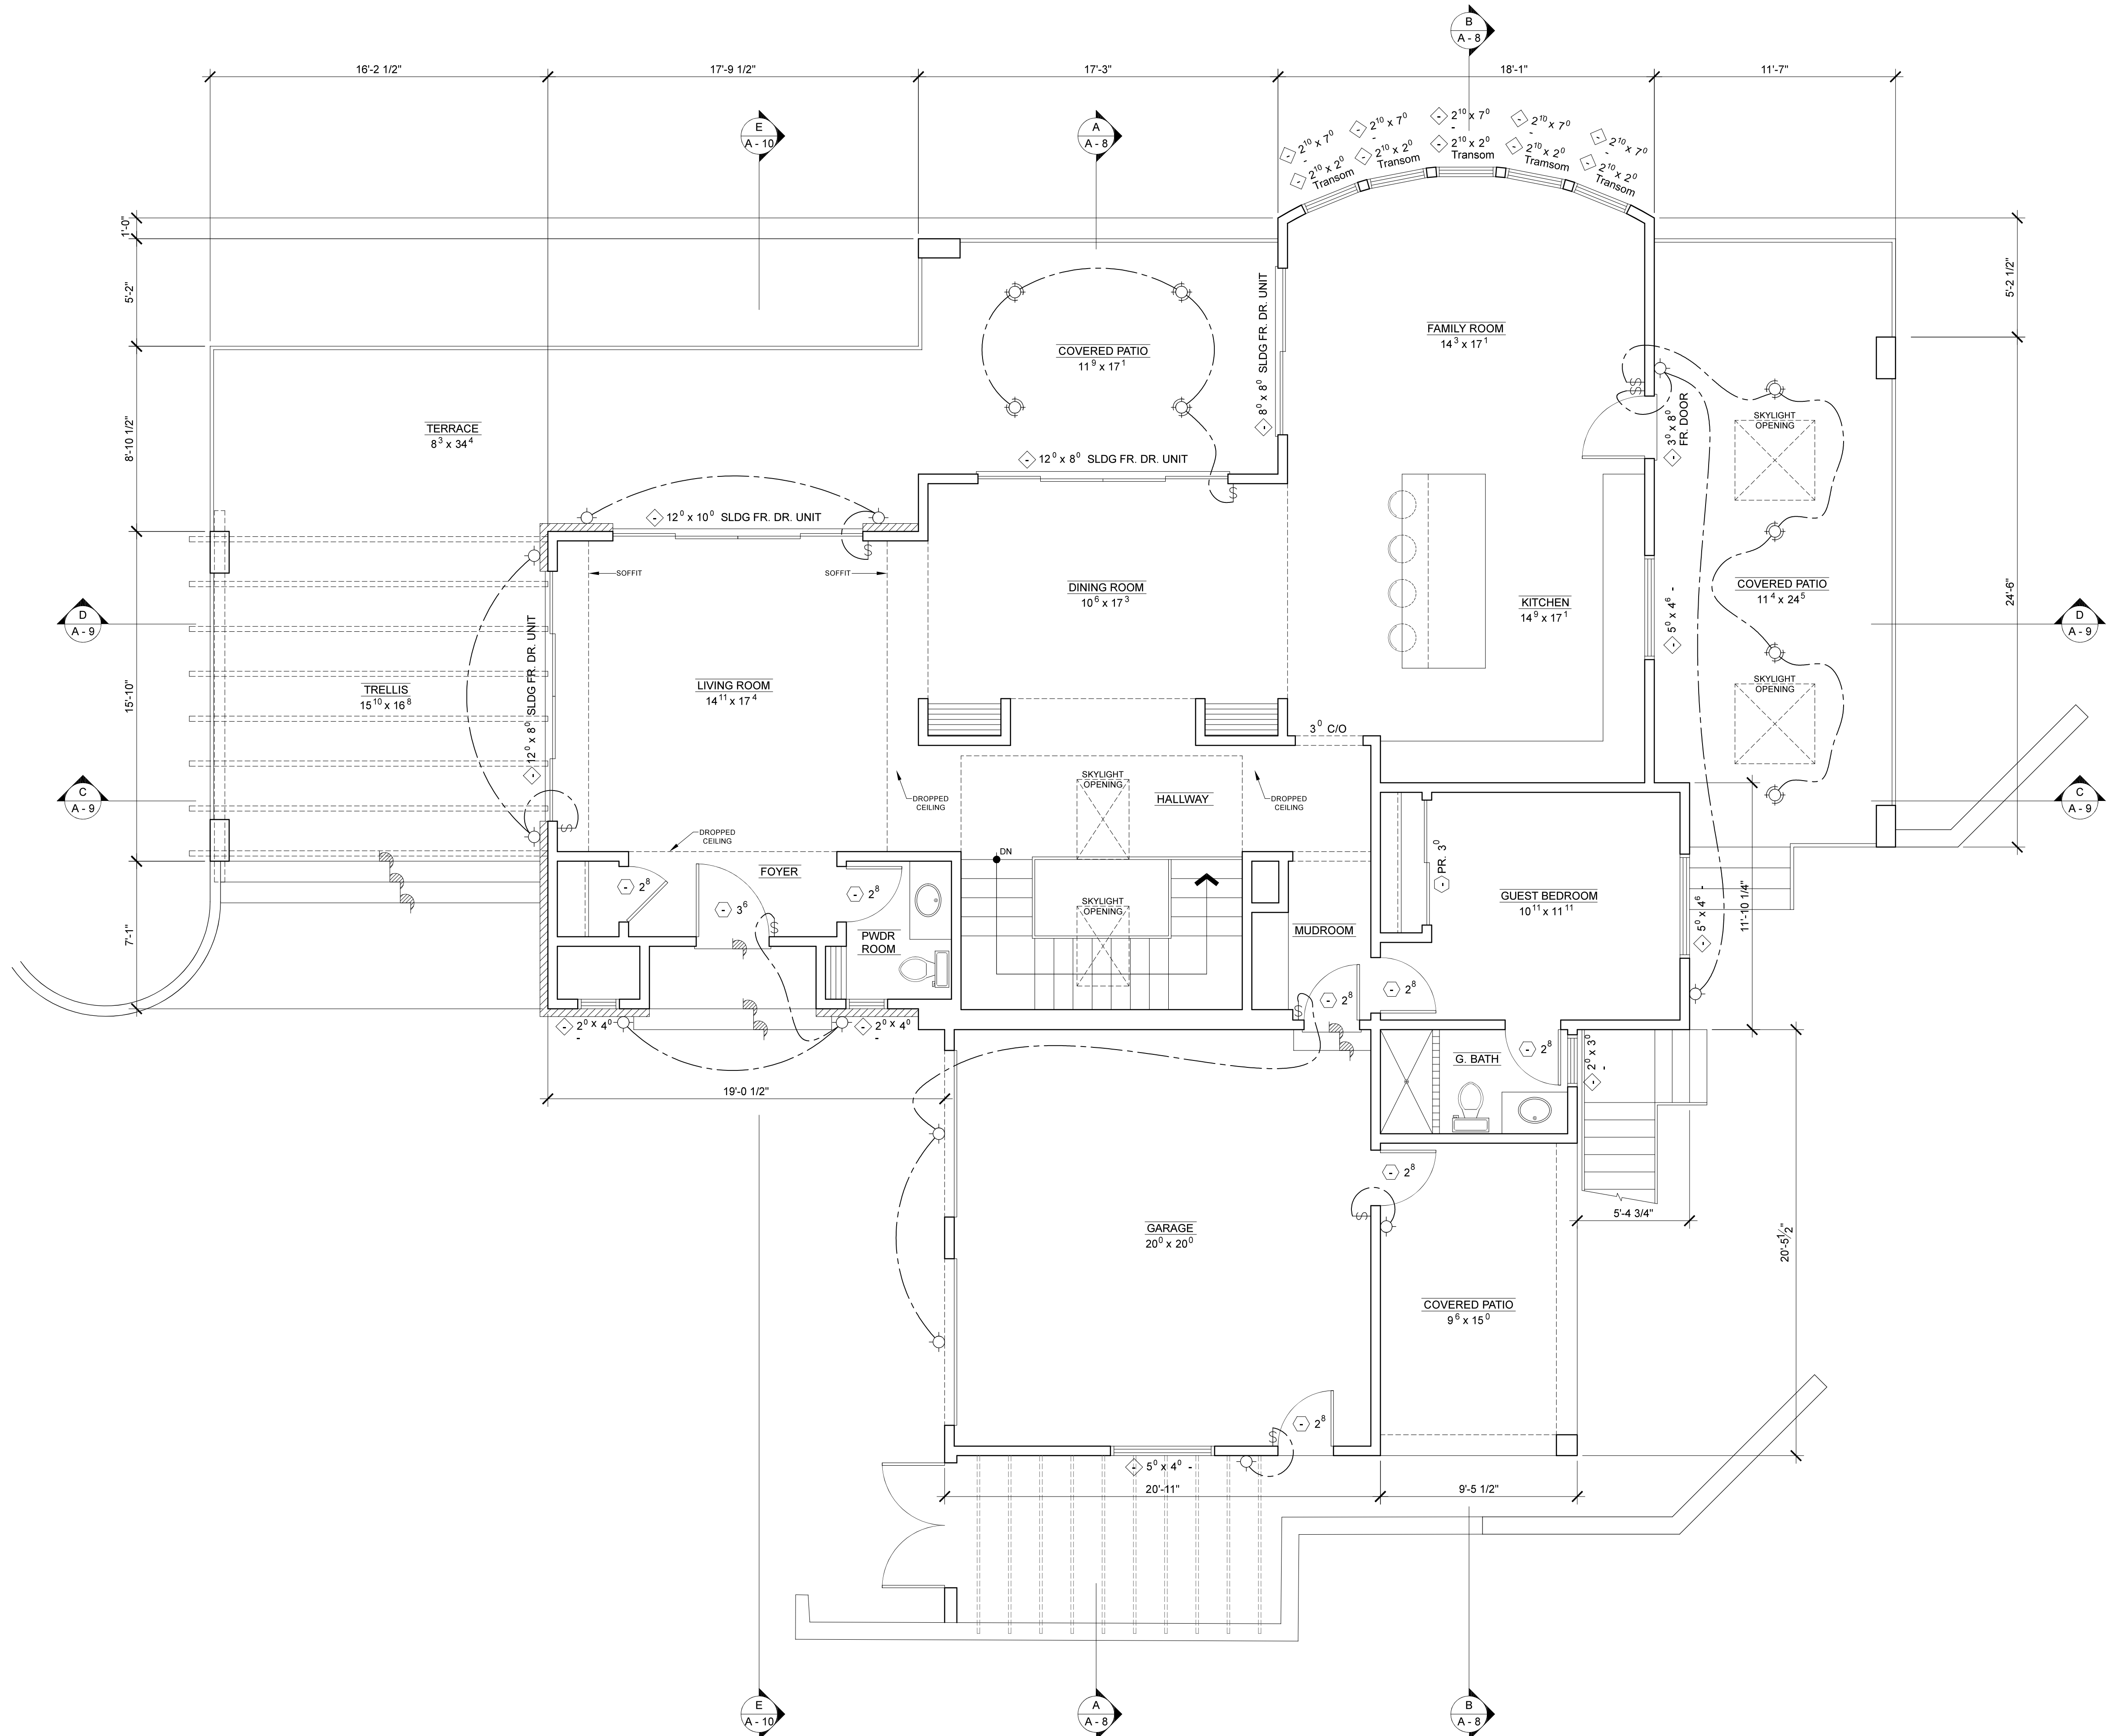 B
A - 8
16'-2 1/2"
17'-9 1/2"
17'-3"
18'-1"
11'-7"
E
A - 10
A
A - 8
- 2¹⁰ x 7⁰
-
- 2¹⁰ x 2⁰
Transom
- 2¹⁰ x 7⁰
-
- 2¹⁰ x 2⁰
Transom
- 2¹⁰ x 7⁰
-
- 2¹⁰ x 2⁰
Transom
- 2¹⁰ x 7⁰
-
- 2¹⁰ x 2⁰
Tramsom
- 2¹⁰ x 7⁰
-
- 2¹⁰ x 2⁰
Transom
1'-0"
5'-2"
8'-10 1/2"
15'-10"
7'-1"
5'-2 1/2"
24'-6"
COVERED PATIO
11⁹ x 17¹
- 8⁰ x 8⁰ SLDG FR. DR. UNIT
FAMILY ROOM
14³ x 17¹
$
$
- 3⁰ x 8⁰
FR. DOOR
SKYLIGHT
OPENING
TERRACE
8³ x 34⁴
- 12⁰ x 8⁰ SLDG FR. DR. UNIT
$
- 12⁰ x 10⁰ SLDG FR. DR. UNIT
$
SOFFIT
SOFFIT
DINING ROOM
10⁶ x 17³
KITCHEN
14⁹ x 17¹
- 5⁰ x 4⁶ -
COVERED PATIO
11⁴ x 24⁵
D
A - 9
D
A - 9
TRELLIS
15¹⁰ x 16⁸
- 12⁰ x 8⁰ SLDG FR. DR. UNIT
LIVING ROOM
14¹¹ x 17⁴
SKYLIGHT
OPENING
3⁰ C/O
C
A - 9
C
A - 9
$
DROPPED
CEILING
SKYLIGHT
OPENING
HALLWAY
DROPPED
CEILING
DROPPED
CEILING
DN
FOYER
- 2⁸
- 3⁶
- 2⁸
$
PWDR
ROOM
SKYLIGHT
OPENING
MUDROOM
- PR. 3⁰
GUEST BEDROOM
10¹¹ x 11¹¹
- 5⁰ x 4⁶ -
11'-10 1/4"
- 2⁸
- 2⁸
$
- 2⁰ x 4⁰
-
- 2⁰ x 4⁰
-
G. BATH
- 2⁸
- 2⁰ x 3⁰
-
19'-0 1/2"
- 2⁸
$
5'-4 3/4"
GARAGE
20⁰ x 20⁰
20'-5 1/2"
COVERED PATIO
9⁶ x 15⁰
- 2⁸
$
- 5⁰ x 4⁰ -
20'-11"
9'-5 1/2"
E
A - 10
A
A - 8
B
A - 8